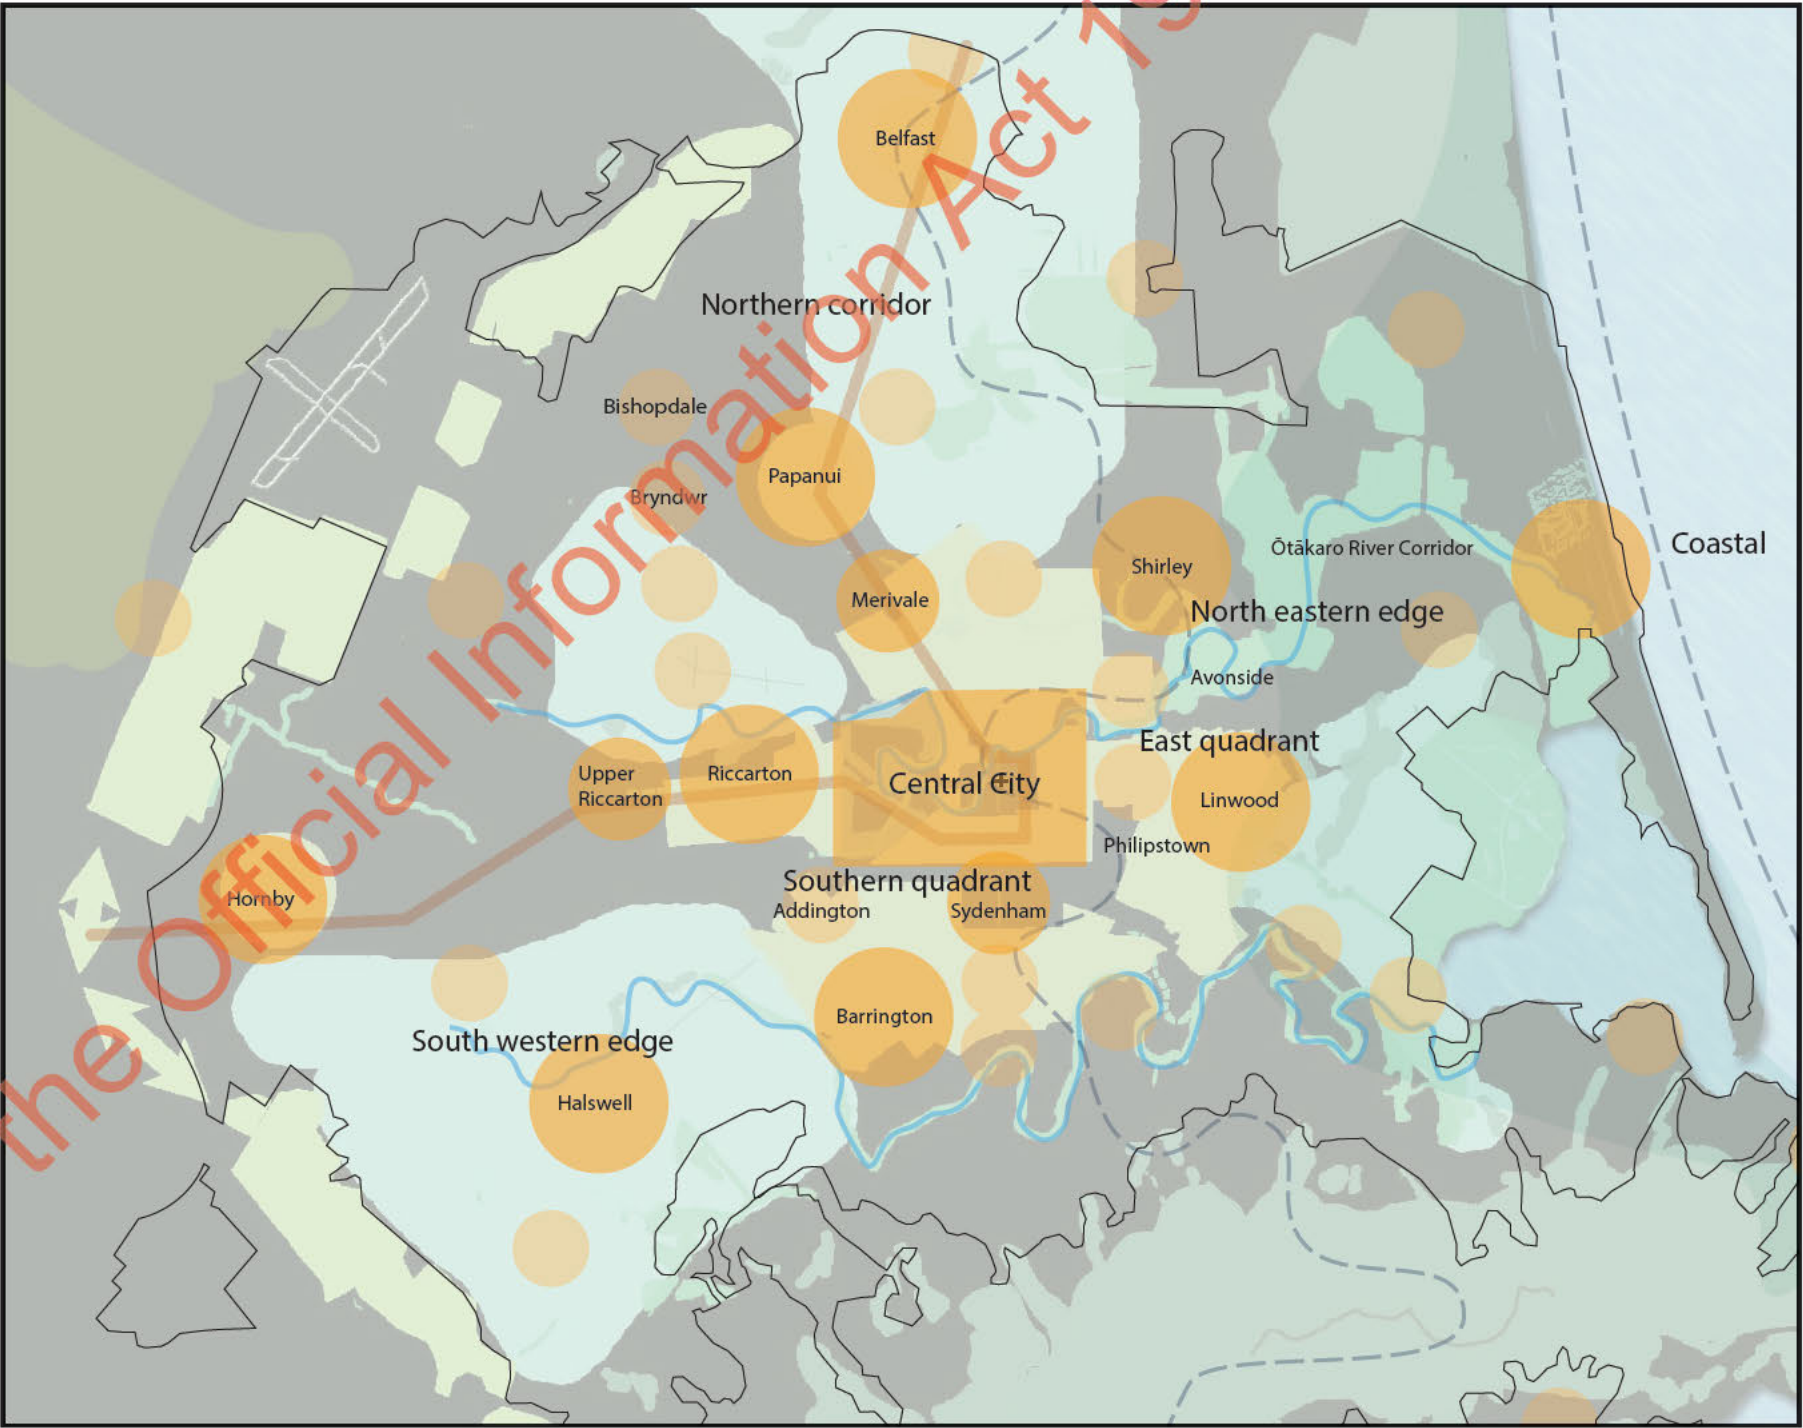 the Official Information Act 19
Belfast
Northern corridor
Bishopdale
Papanui
Bryndwr
Coastal
Ōtākaro River Corridor
Shirley
Merivale
North eastern edge
Avonside
East quadrant
Upper
Riccarton
Riccarton
Central City
Linwood
Philipstown
Southern quadrant
Hornby
Addington
Sydenham
Barrington
South western edge
Halswell